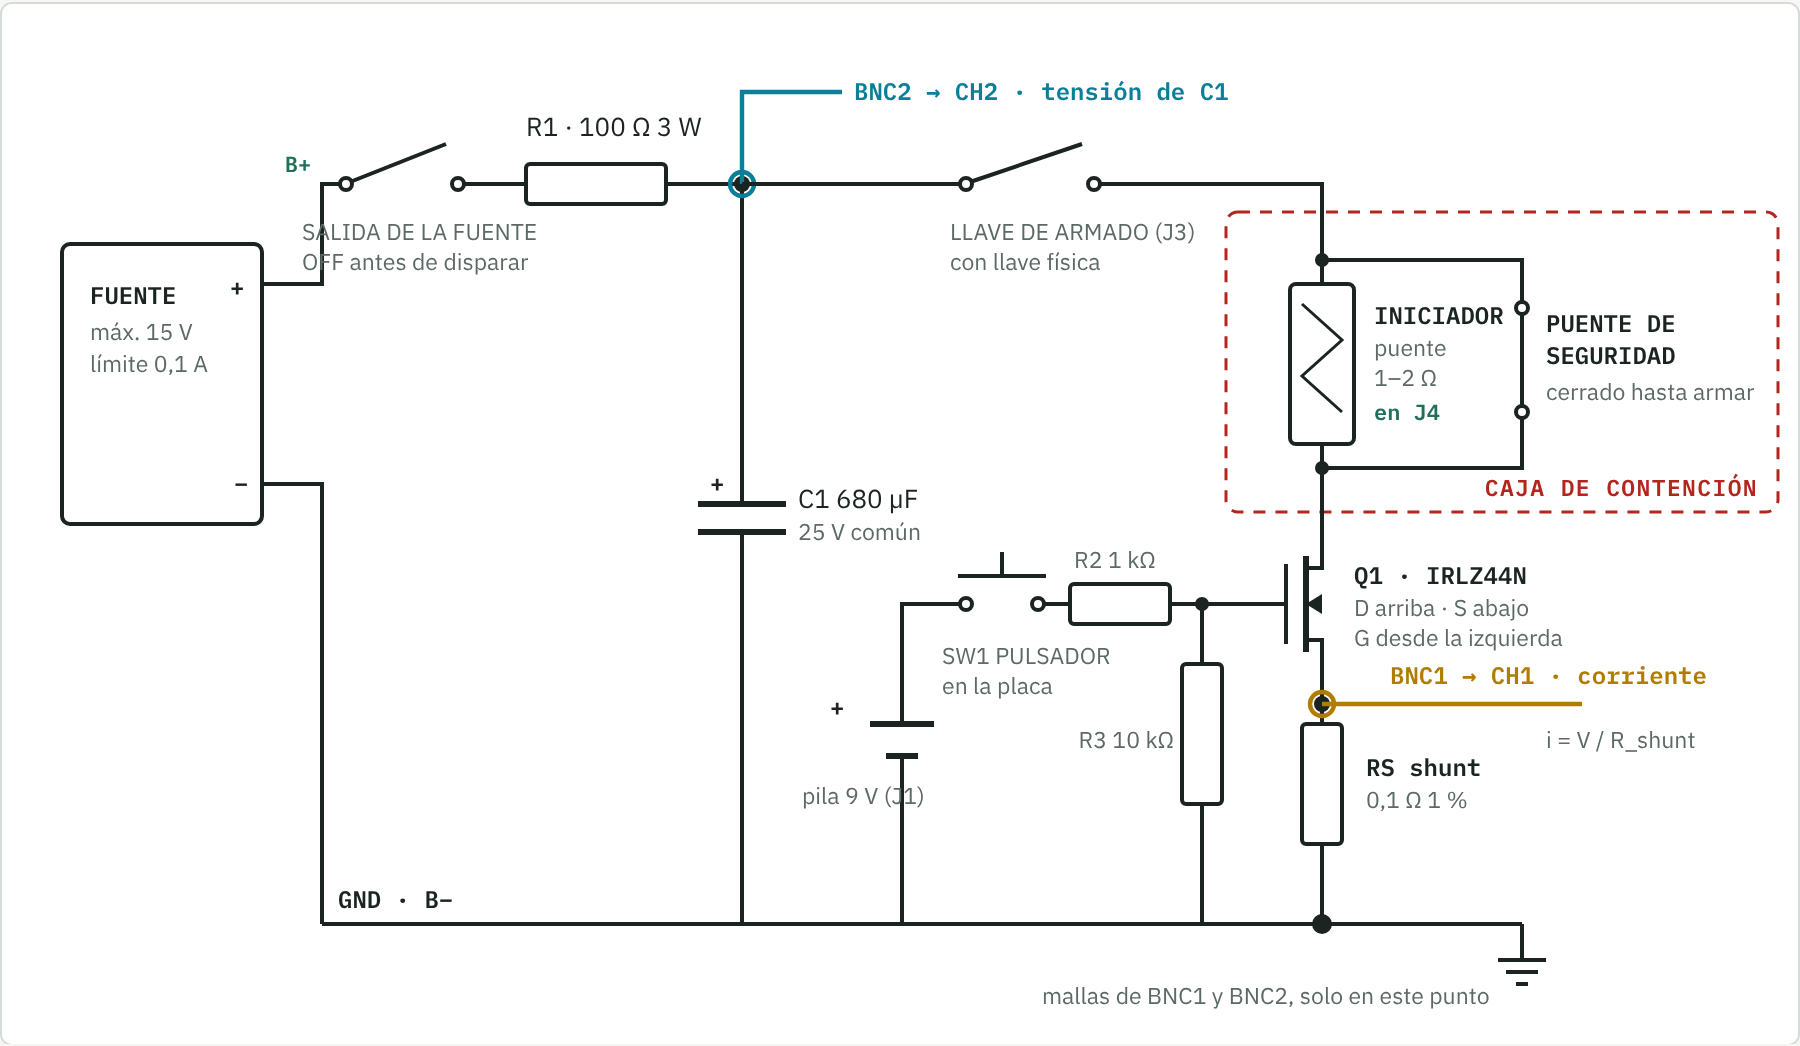 BNC2 → CH2 · tensión de C1
R1 · 100 Ω 3 W
B+
SALIDA DE LA FUENTE
OFF antes de disparar
LLAVE DE ARMADO (J3)
con llave física
FUENTE
+
máx. 15 V
límite 0,1 A
–
INICIADOR
puente
1–2 Ω
en J4
PUENTE DE
SEGURIDAD
cerrado hasta armar
CAJA DE CONTENCIÓN
+
C1 680 µF
25 V común
R2 1 kΩ
SW1 PULSADOR
en la placa
Q1 · IRLZ44N
D arriba · S abajo
G desde la izquierda
BNC1 → CH1 · corriente
+
R3 10 kΩ
i = V / R_shunt
RS shunt
0,1 Ω 1 %
pila 9 V (J1)
GND · B–
mallas de BNC1 y BNC2, solo en este punto